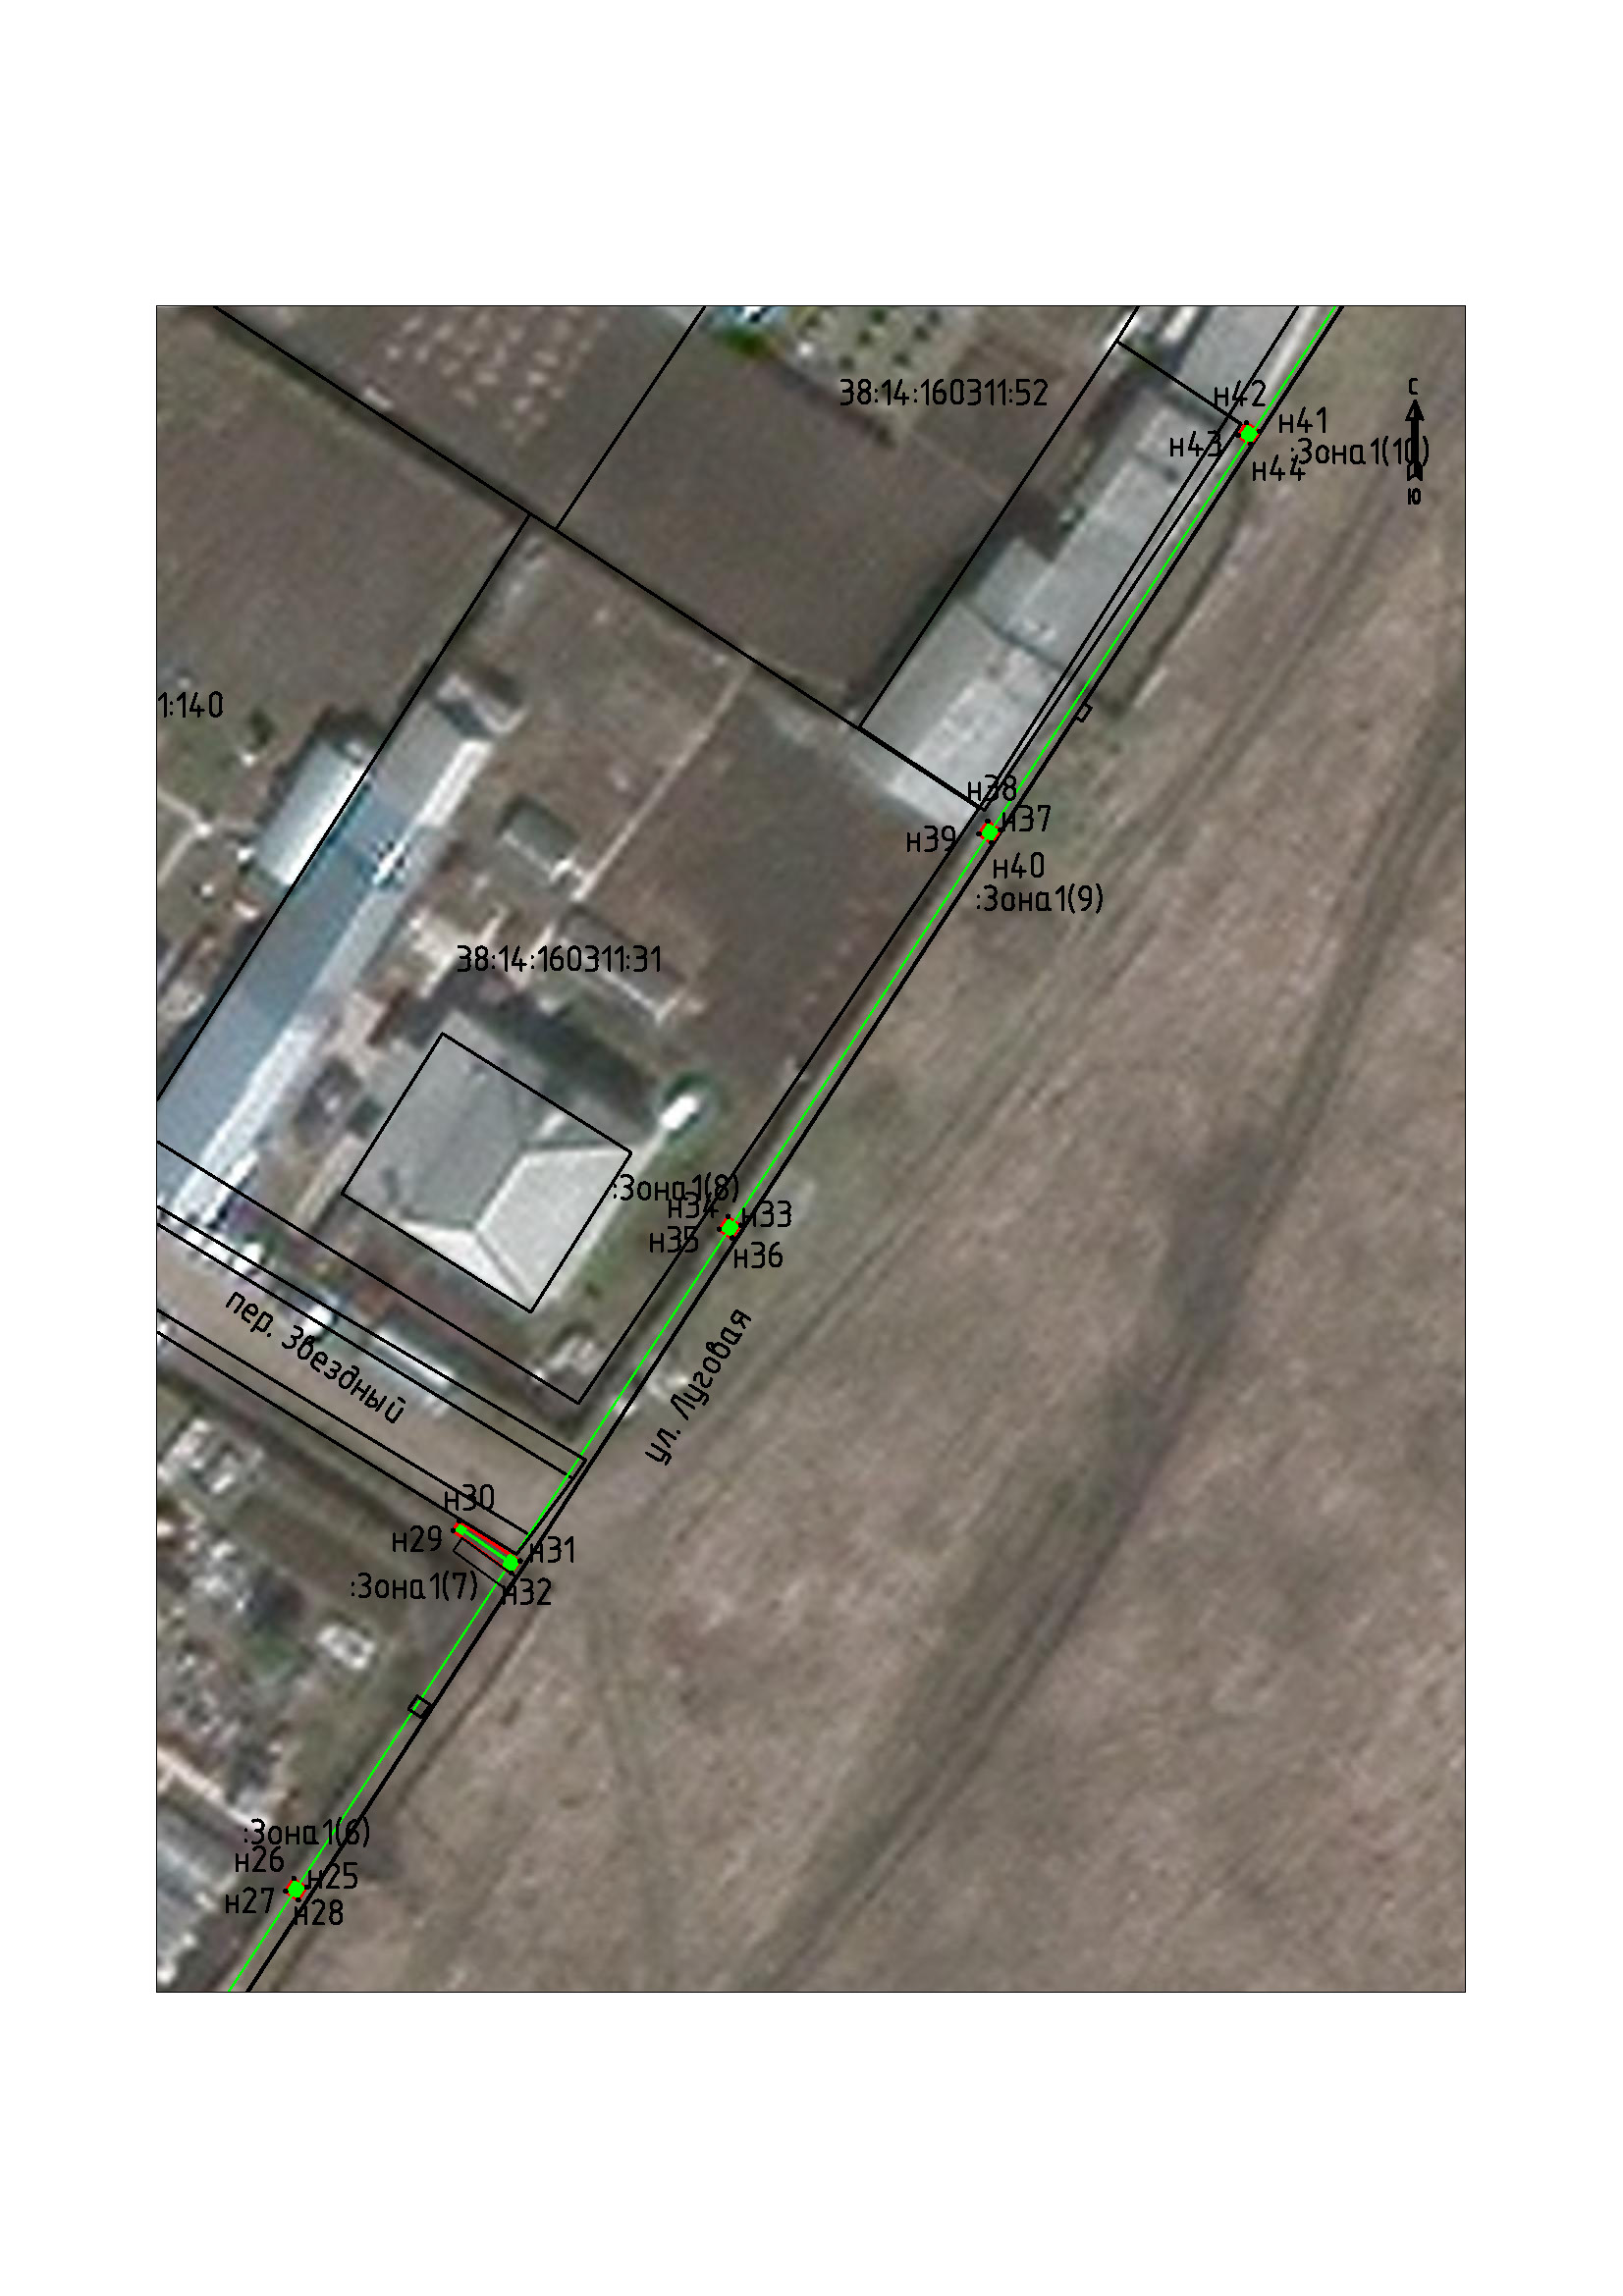 38:14:160311:52
н42
н41
:Зона1(10)
н43
н44
С
Ю
1:140
н38
н37
н39
н40
:Зона1(9)
38:14:160311:31
:Зона1(8)
н34
н33
н35
н36
пер. Звездный
ул. Луговая
н30
н29
н31
:Зона1(7)
н32
:Зона1(6)
н26
н25
н27
н28